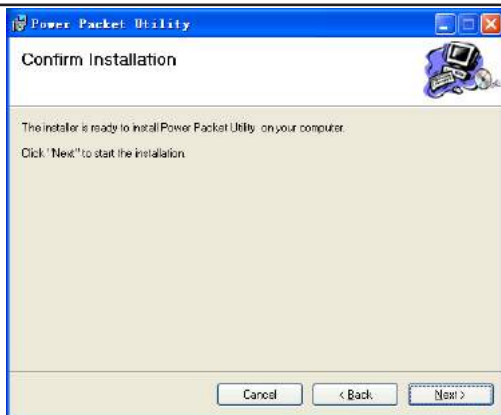 Power Packet Utility
Confirm Installation
The installer is ready to install Power Packet Utility on your computer.
Click "Next" to start the installation
Cancel
< Back
Next >